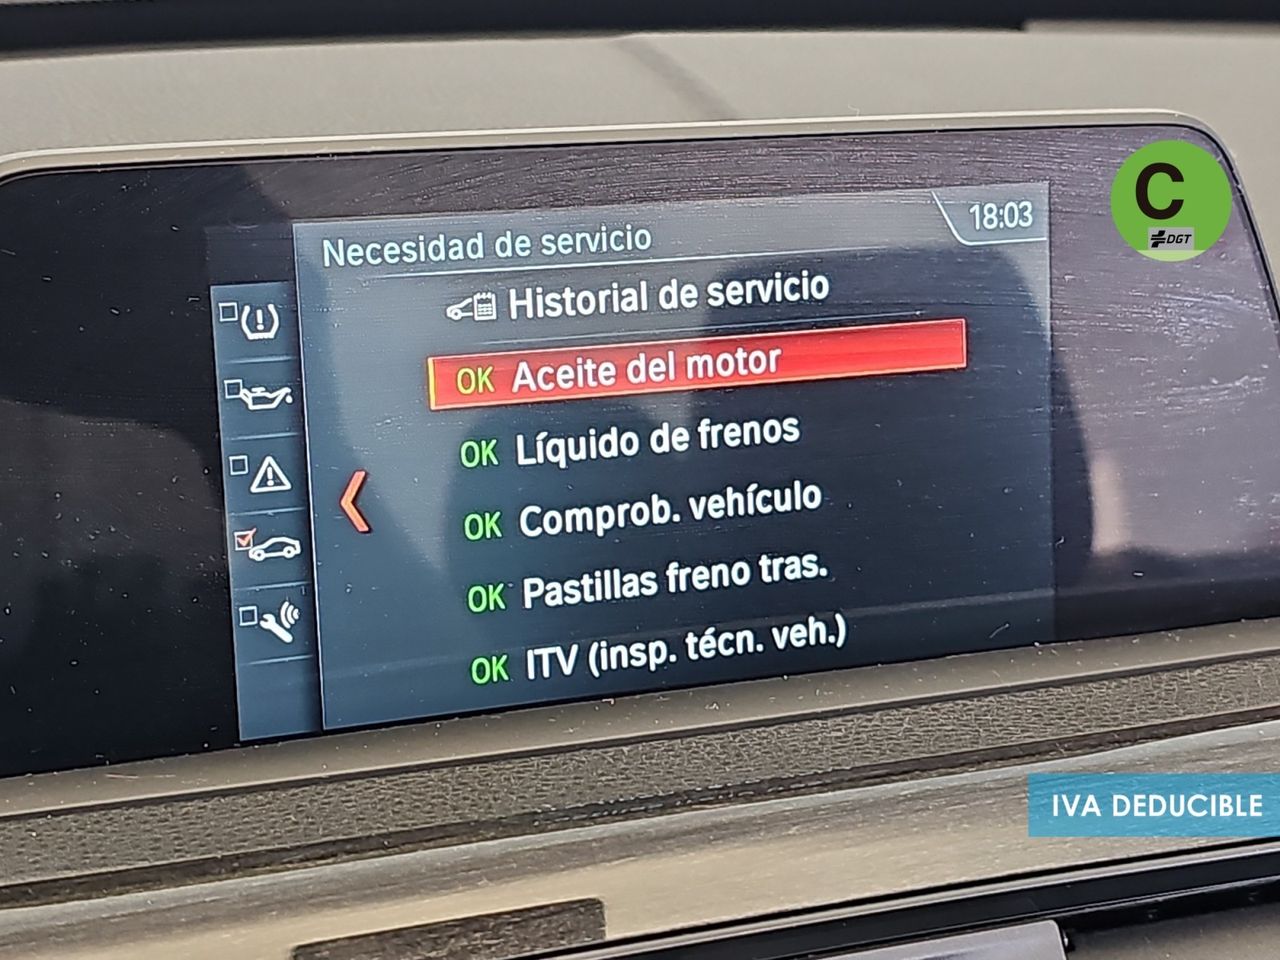 C
DGT
18:03
Necesidad de servicio
Historial de servicio
OK Aceite del motor
OK Líquido de frenos
OK Comprob. vehículo
OK Pastillas freno tras.
OK ITV (insp. técn. veh.)
IVA DEDUCIBLE